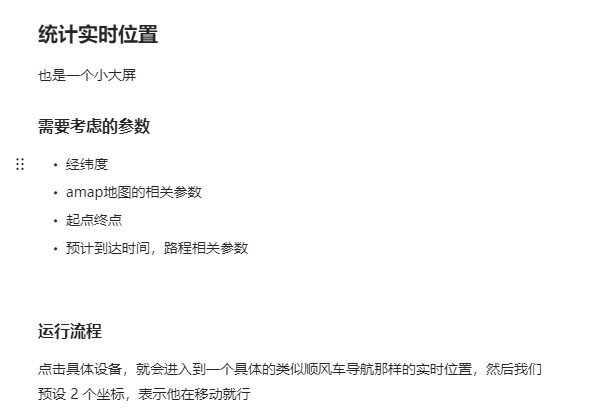 统计实时位置
也是一个小大屏
需要考虑的参数
• 经纬度
• amap地图的相关参数
• 起点终点
• 预计到达时间，路程相关参数
运行流程
点击具体设备，就会进入到一个具体的类似顺风车导航那样的实时位置，然后我们
预设 2 个坐标，表示他在移动就行